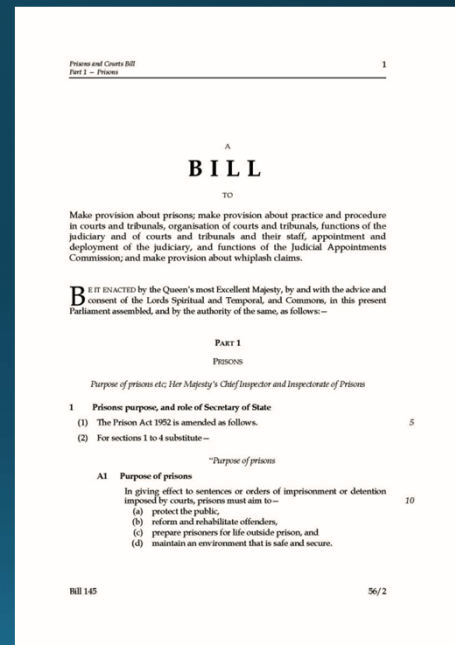 Prisons and Courts Bill 1
Part 1 — Prisons
A
BILL
TO
Make provision about prisons; make provision about practice and procedure
in courts and tribunals, organisation of courts and tribunals, functions of the
judiciary and of courts and tribunals and their staff, appointment and
deployment of the judiciary, and functions of the Judicial Appointments
Commission; and make provision about whiplash claims.
BE IT ENACTED by the Queen's most Excellent Majesty, by and with the advice and
consent of the Lords Spiritual and Temporal, and Commons, in this present
Parliament assembled, and by the authority of the same, as follows:—
PART 1
PRISONS
Purpose of prisons etc; Her Majesty's Chief Inspector and Inspectorate of Prisons
1 Prisons: purpose, and role of Secretary of State
(1) The Prison Act 1952 is amended as follows. 5
(2) For sections 1 to 4 substitute—
"Purpose of prisons
A1 Purpose of prisons
In giving effect to sentences or orders of imprisonment or detention
imposed by courts, prisons must aim to— 10
(a) protect the public,
(b) reform and rehabilitate offenders,
(c) prepare prisoners for life outside prison, and
(d) maintain an environment that is safe and secure.
Bill 145 56/2